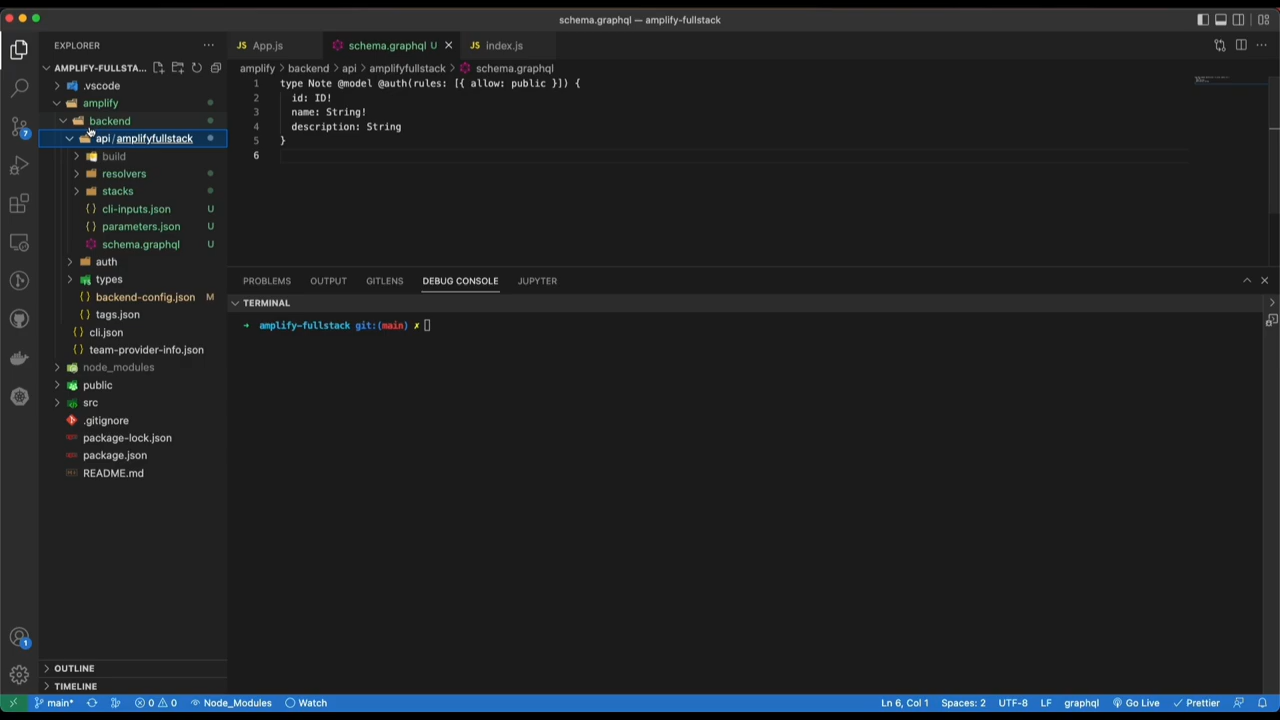 schema.graphql — amplify-fullstack
EXPLORER
AMPLIFY-FULLSTA...
.vscode
amplify
backend
api / amplifyfullstack
build
resolvers
stacks
{} cli-inputs.json U
{} parameters.json U
schema.graphql U
auth
types
{} backend-config.json M
tags.json
{} cli.json
{} team-provider-info.json
node_modules
public
src
.gitignore
package-lock.json
package.json
README.md
OUTLINE
TIMELINE
7
1
JS App.js
schema.graphql U
JS index.js
amplify > backend > api > amplifyfullstack > schema.graphql
1 type Note @model @auth(rules: [{ allow: public }]) {
2 id: ID!
3 name: String!
4 description: String
5 }
6
PROBLEMS OUTPUT GITLENS DEBUG CONSOLE JUPYTER
TERMINAL
→ amplify-fullstack git:(main) ✗
main* 0 0 Node_Modules Watch
Ln 6, Col 1 Spaces: 2 UTF-8 LF graphql Go Live Prettier